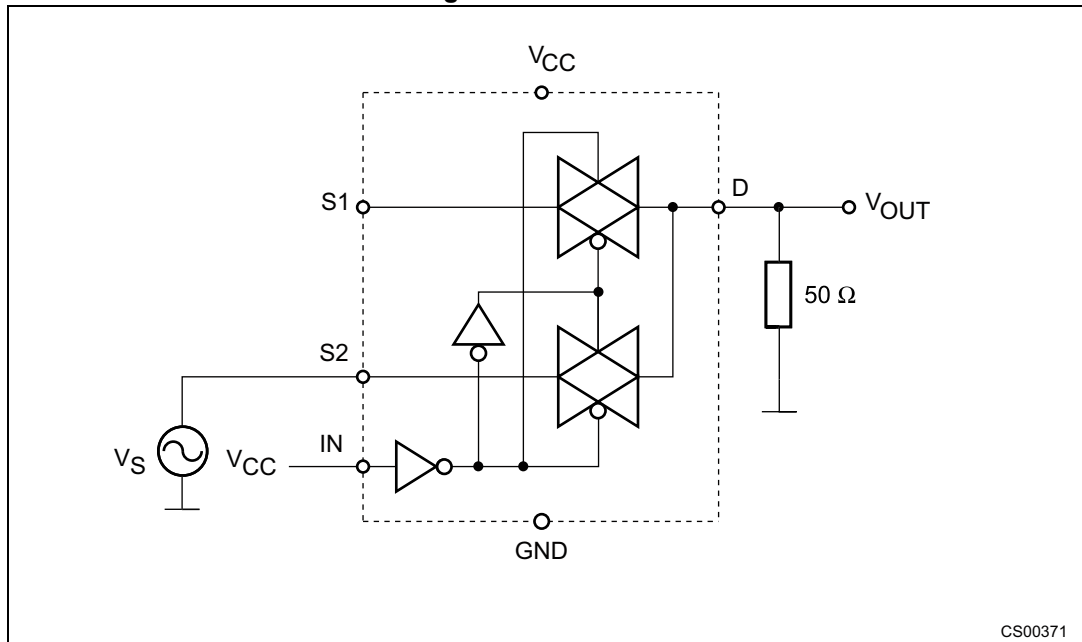 VCC
S1
D
VOUT
50 Ω
S2
IN
VS
VCC
GND
CS00371